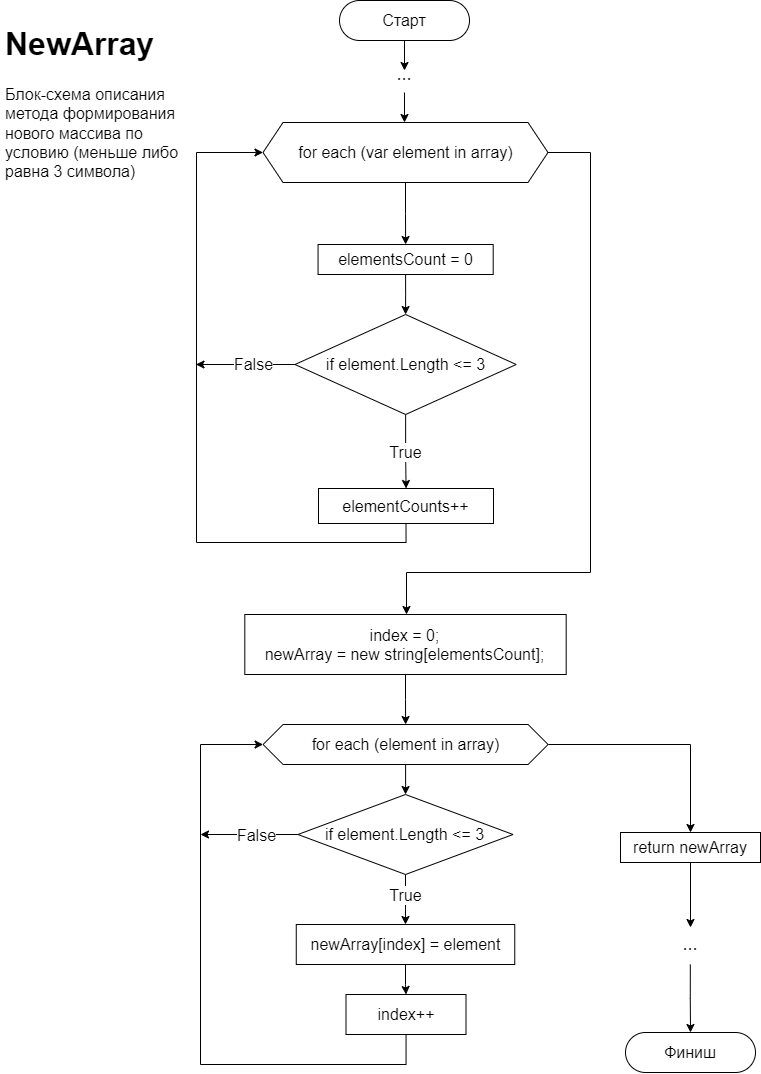 Старт
NewArray
...
Блок-схема описания
метода формирования
нового массива по
условию (меньше либо
равна 3 символа)
for each (var element in array)
elementsCount = 0
if element.Length <= 3
False
True
elementCounts++
index = 0;
newArray = new string[elementsCount];
for each (element in array)
if element.Length <= 3
False
return newArray
True
newArray[index] = element
...
index++
Финиш